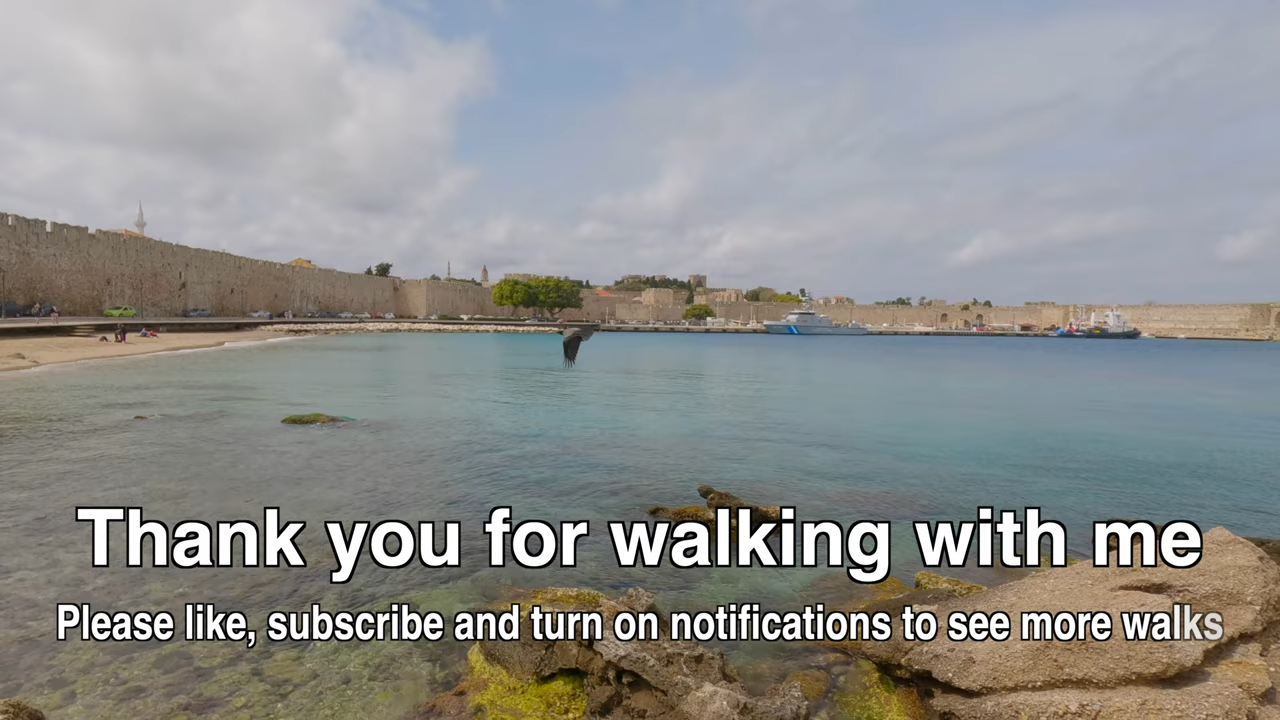 Thank you for walking with me
Please like, subscribe and turn on notifications to see more walks